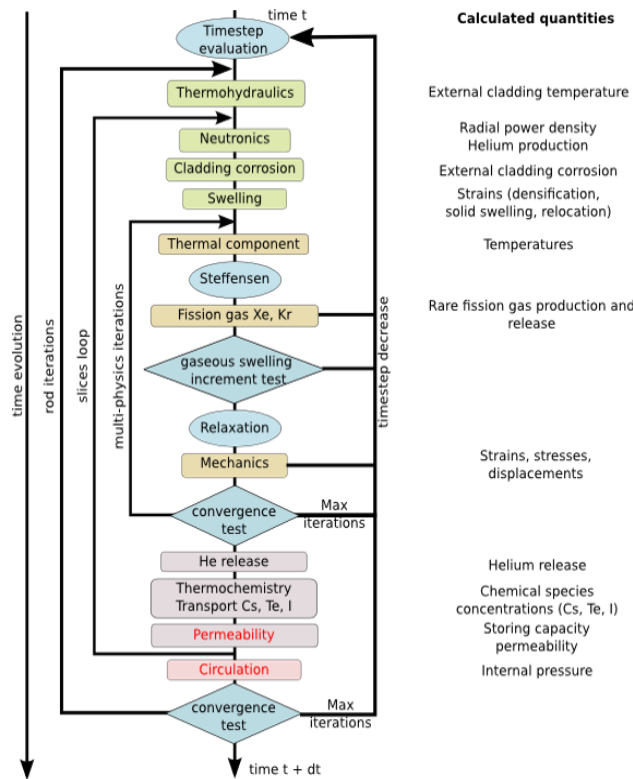 time t
Calculated quantities
Timestep
evaluation
Thermohydraulics
External cladding temperature
Neutronics
Radial power density
Helium production
Cladding corrosion
External cladding corrosion
Swelling
Strains (densification,
solid swelling, relocation)
Thermal component
Temperatures
Steffensen
Fission gas Xe, Kr
Rare fission gas production and
release
gaseous swelling
increment test
Relaxation
Mechanics
Strains, stresses,
displacements
convergence
test
Max
iterations
He release
Helium release
Thermochemistry
Transport Cs, Te, I
Chemical species
concentrations (Cs, Te, I)
Permeability
Storing capacity
permeability
Circulation
Internal pressure
convergence
test
Max
iterations
time t + dt
time evolution
rod iterations
slices loop
multi-physics iterations
timestep decrease